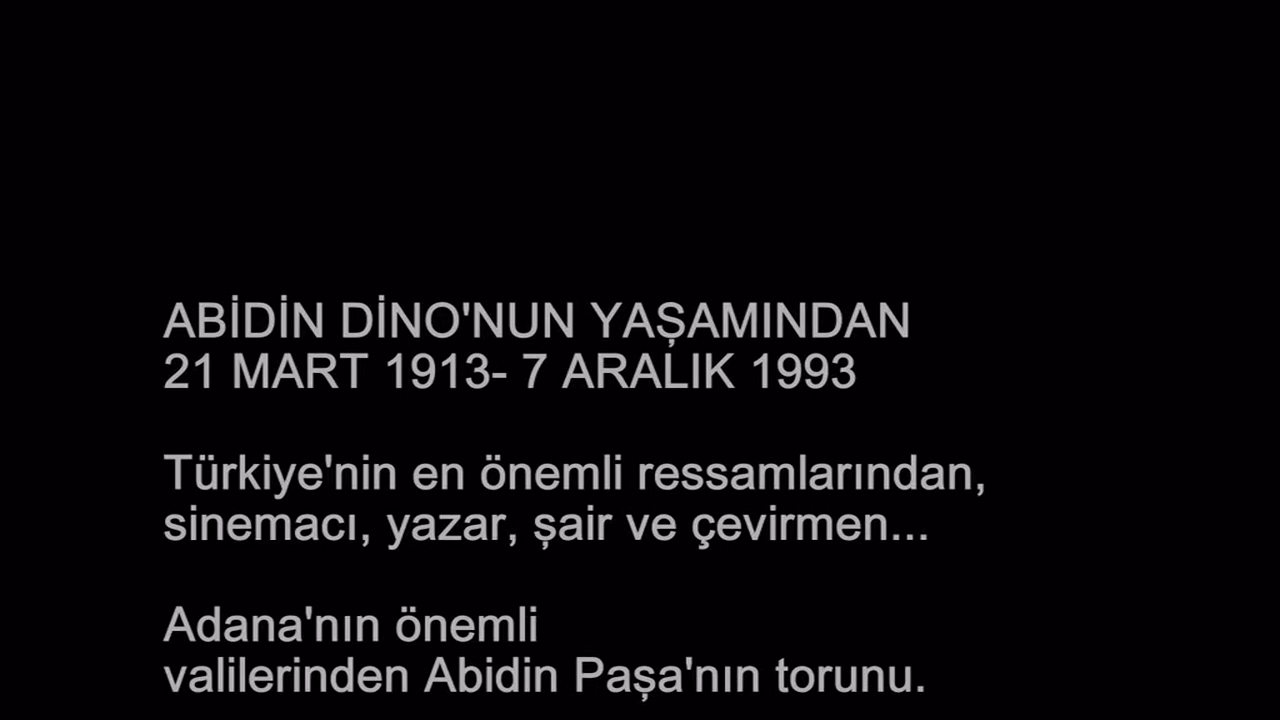 ABİDİN DİNO'NUN YAŞAMINDAN
21 MART 1913- 7 ARALIK 1993
Türkiye'nin en önemli ressamlarından,
sinemacı, yazar, şair ve çevirmen...
Adana'nın önemli
valilerinden Abidin Paşa'nın torunu.